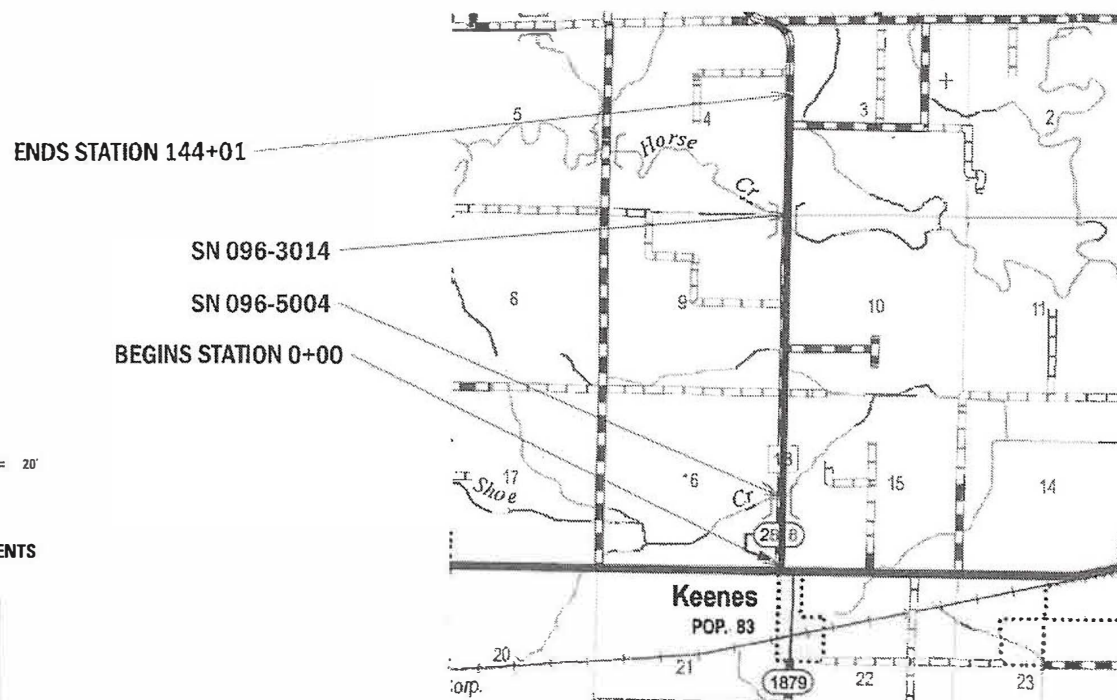 ENDS STATION 144+01
SN 096-3014
SN 096-5004
BEGINS STATION 0+00
= 20'
ENTS
5
4
3
2
Horse
Cr
8
9
10
11
17
Shoe
*6
Cr
15
14
Keenes
POP. 83
20
21
22
23
orp.
1879